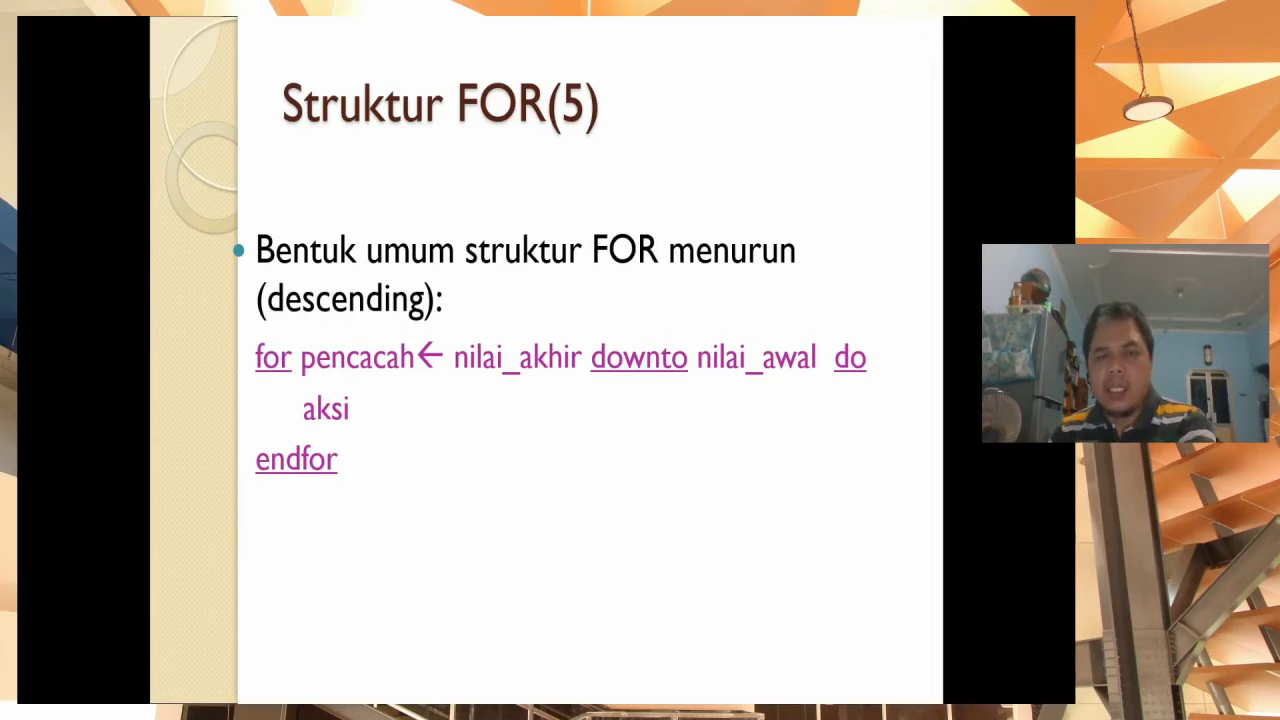 Struktur FOR(5)
• Bentuk umum struktur FOR menurun
(descending):
for pencacah← nilai_akhir downto nilai_awal do
aksi
endfor